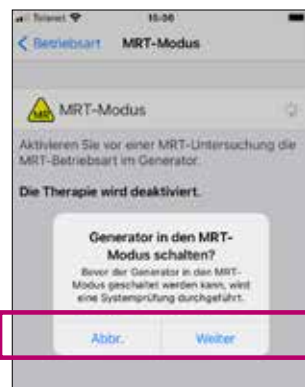 Telenet 15:56
Betriebsart MRT-Modus
MR MRT-Modus
Aktivieren Sie vor einer MRT-Untersuchung die
MRT-Betriebsart im Generator.
Die Therapie wird deaktiviert.
Generator in den MRT-
Modus schalten?
Bevor der Generator in den MRT-
Modus geschaltet werden kann, wird
eine Systemprüfung durchgeführt.
Abbr. Weiter